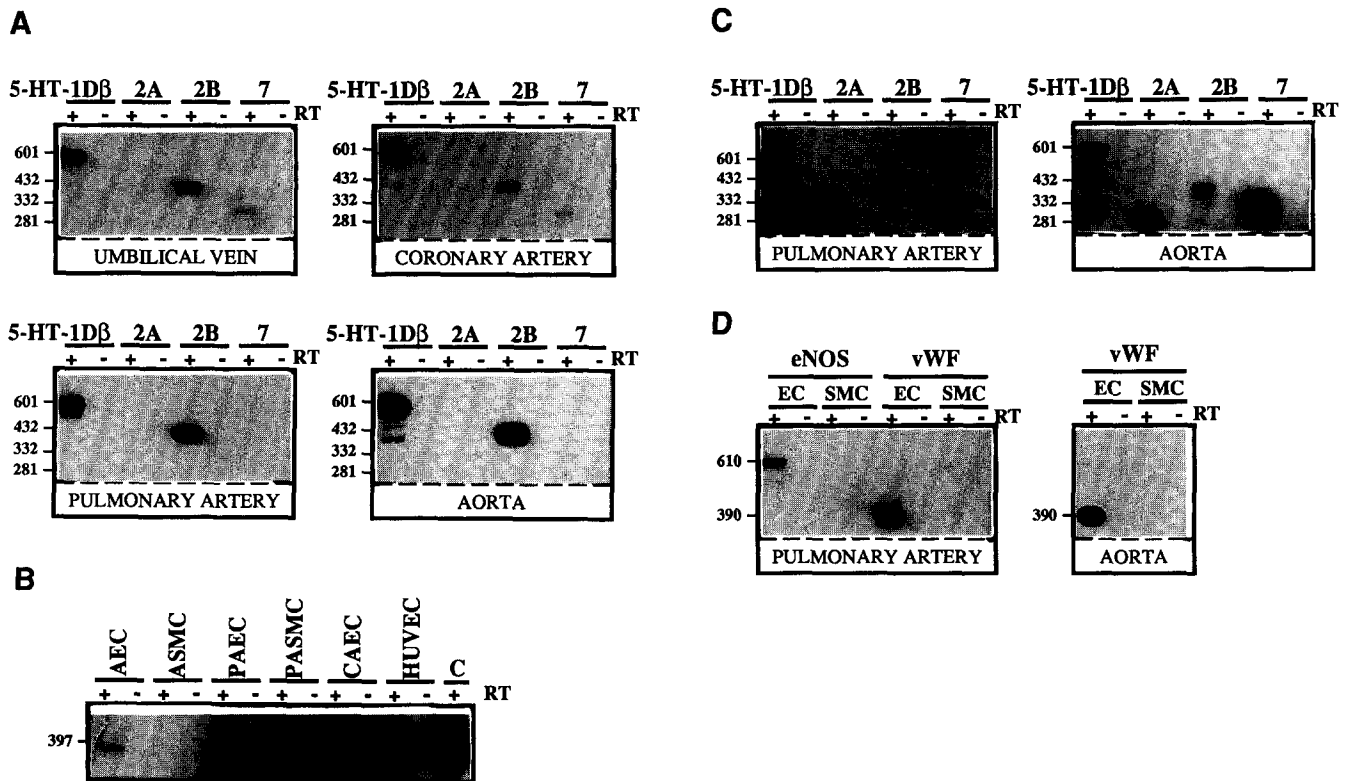 A
5-HT-1Dβ 2A 2B 7
+ - + - + - + - RT
601
432
332
281
UMBILICAL VEIN
5-HT-1Dβ 2A 2B 7
+ - + - + - + - RT
601
432
332
281
CORONARY ARTERY
5-HT-1Dβ 2A 2B 7
+ - + - + - + - RT
601
432
332
281
PULMONARY ARTERY
5-HT-1Dβ 2A 2B 7
+ - + - + - + - RT
601
432
332
281
AORTA
B
AEC ASMC PAEC PASMC CAEC HUVEC C
+ - + - + - + - + - + - + RT
397
C
5-HT-1Dβ 2A 2B 7
+ - + - + - + - RT
601
432
332
281
PULMONARY ARTERY
5-HT-1Dβ 2A 2B 7
+ - + - + - + - RT
601
432
332
281
AORTA
D
eNOS vWF
EC SMC EC SMC
+ - + - + - + - RT
610
390
PULMONARY ARTERY
vWF
EC SMC
+ - + - RT
390
AORTA